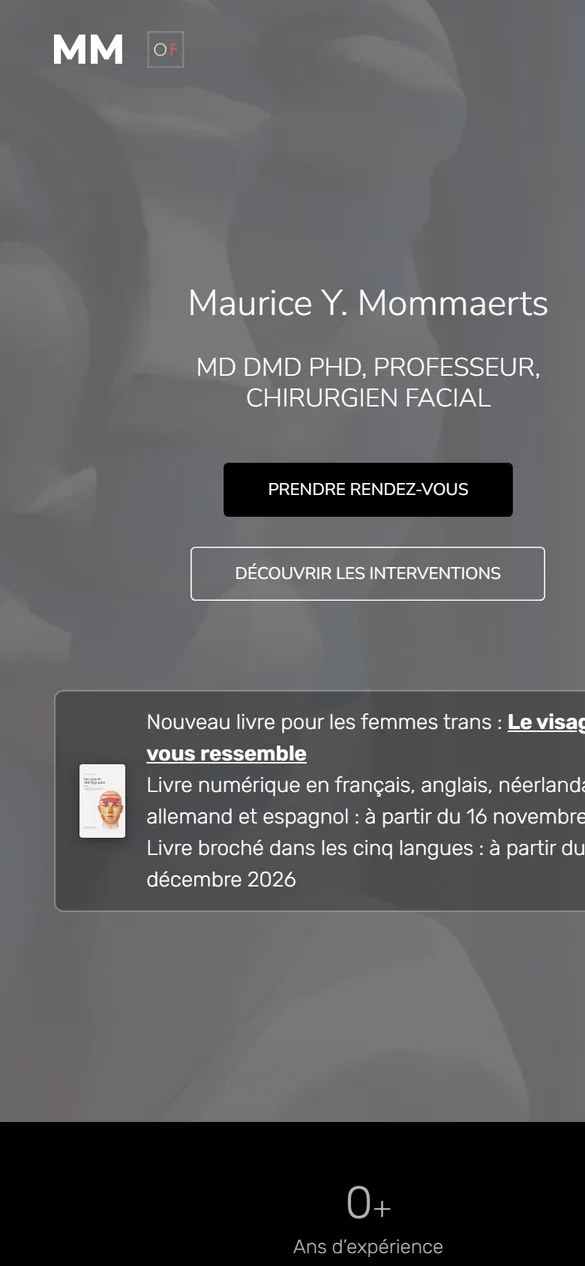 MM OF
Maurice Y. Mommaerts
MD DMD PHD, PROFESSEUR,
CHIRURGIEN FACIAL
PRENDRE RENDEZ-VOUS
DÉCOUVRIR LES INTERVENTIONS
Nouveau livre pour les femmes trans : Le visag
vous ressemble
Livre numérique en français, anglais, néerlanda
allemand et espagnol : à partir du 16 novembre
Livre broché dans les cinq langues : à partir du
décembre 2026
0+
Ans d’expérience